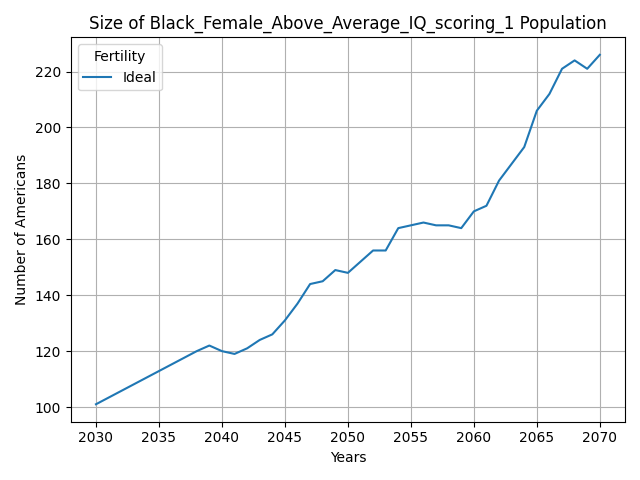 Size of Black_Female_Above_Average_IQ_scoring_1 Population
Fertility
Ideal
Number of Americans
220
200
180
160
140
120
100
2030 2035 2040 2045 2050 2055 2060 2065 2070
Years